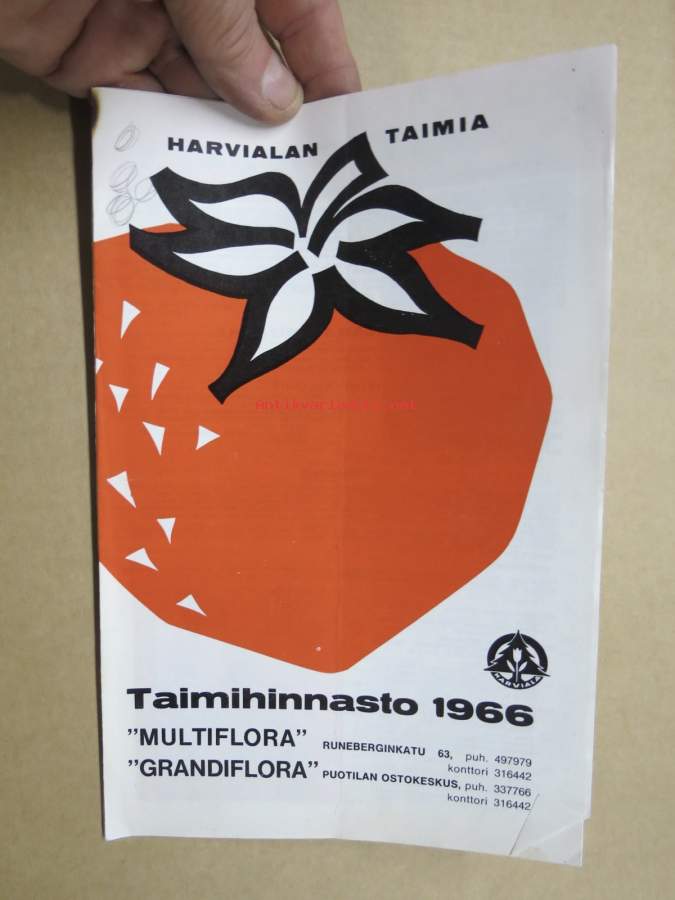 HARVIALAN TAIMIA
Antikvariaatti.net
HARVIALA
Taimihinnasto 1966
"MULTIFLORA" RUNEBERGINKATU 63, puh. 497979
konttori 316442
"GRANDIFLORA" PUOTILAN OSTOKESKUS, puh. 337766
konttori 316442